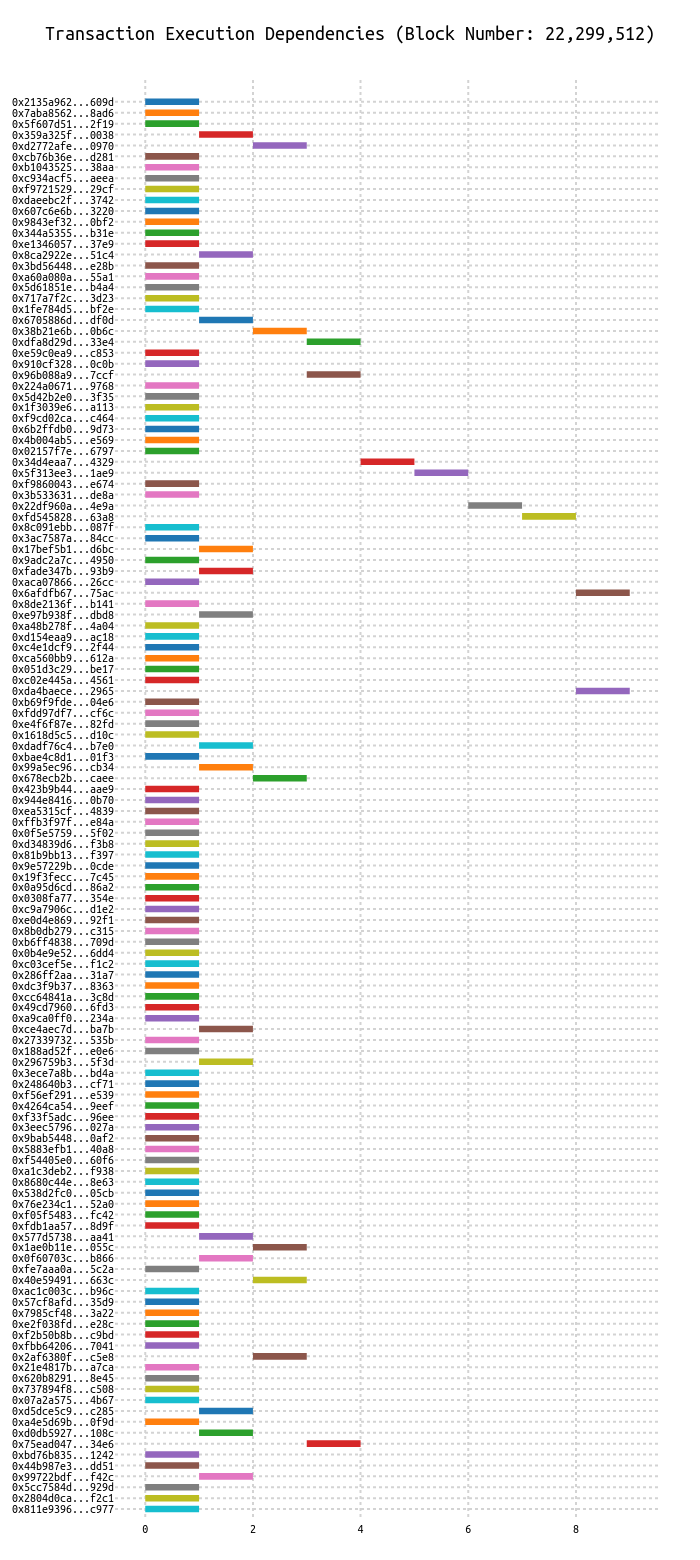 Transaction Execution Dependencies (Block Number: 22,299,512)
0x2135a962...609d
0x7aba8562...8ad6
0x5f607d51...2f19
0x359a325f...0038
0xd2772afe...0970
0xcb76b36e...d281
0xb1043525...38aa
0xc934acf5...aeea
0xf9721529...29cf
0xdaeebc2f...3742
0x607c6e6b...3220
0x9843ef32...0bf2
0x344a5355...b31e
0xe1346057...37e9
0x8ca2922e...51c4
0x3bd56448...e28b
0xa60a080a...55a1
0x5d61851e...b4a4
0x717a7f2c...3d23
0x1fe784d5...bf2e
0x6705886d...df0d
0x38b21e6b...0b6c
0xdfa8d29d...33e4
0xe59c0ea9...c853
0x910cf328...0c0b
0x96b088a9...7ccf
0x224a0671...9768
0x5d42b2e0...3f35
0x1f3039e6...a113
0xf9cd02ca...c464
0x6b2ffdb0...9d73
0x4b004ab5...e569
0x02157f7e...6797
0x34d4eaa7...4329
0x5f313ee3...1ae9
0xf9860043...e674
0x3b533631...de8a
0x22df960a...4e9a
0xfd545828...63a8
0x8c091ebb...087f
0x3ac7587a...84cc
0x17bef5b1...d6bc
0x9adc2a7c...4950
0xfade347b...93b9
0xaca07866...26cc
0x6afdfb67...75ac
0x8de2136f...b141
0xe97b938f...dbd8
0xa48b278f...4a04
0xd154eaa9...ac18
0xc4e1dcf9...2f44
0xca560bb9...612a
0x051d3c29...be17
0xc02e445a...4561
0xda4baece...2965
0xb69f9fde...04e6
0xfdd97df7...cf6c
0xe4f6f87e...82fd
0x1618d5c5...d10c
0xdadf76c4...b7e0
0xbae4c8d1...01f3
0x99a5ec96...cb34
0x678ecb2b...caee
0x423b9b44...aae9
0x944e8416...0b70
0xea5315cf...4839
0xffb3f97f...e84a
0x0f5e5759...5f02
0xd34839d6...f3b8
0x81b9bb13...f397
0x9e57229b...0cde
0x19f3fecc...7c45
0x0a95d6cd...86a2
0x0308fa77...354e
0xc9a7906c...d1e2
0xe0d4e869...92f1
0x8b0db279...c315
0xb6ff4838...709d
0x0b4e9e52...6dd4
0xc03cef5e...f1c2
0x286ff2aa...31a7
0xdc3f9b37...8363
0xcc64841a...3c8d
0x49cd7960...6fd3
0xa9ca0ff0...234a
0xce4aec7d...ba7b
0x27339732...535b
0x188ad52f...e0e6
0x296759b3...5f3d
0x3ece7a8b...bd4a
0x248640b3...cf71
0xf56ef291...e539
0x4264ca54...9eef
0xf33f5adc...96ee
0x3eec5796...027a
0x9bab5448...0af2
0x5883efb1...40a8
0xf54405e0...60f6
0xa1c3deb2...f938
0x8680c44e...8e63
0x538d2fc0...05cb
0x76e234c1...52a0
0xf05f5483...fc42
0xfdb1aa57...8d9f
0x577d5738...aa41
0x1ae0b11e...055c
0x0f60703c...b866
0xfe7aaa0a...5c2a
0x40e59491...663c
0xac1c003c...b96c
0x57cf8afd...35d9
0x7985cf48...3a22
0xe2f038fd...e28c
0xf2b50b8b...c9bd
0xfbb64206...7041
0x2af6380f...c5e8
0x21e4817b...a7ca
0x620b8291...8e45
0x737894f8...c508
0x07a2a575...4b67
0xd5dce5c9...c285
0xa4e5d69b...0f9d
0xd0db5927...108c
0x75ead047...34e6
0xbd76b835...1242
0x44b987e3...dd51
0x99722bdf...f42c
0x5cc7584d...929d
0x2804d0ca...f2c1
0x811e9396...c977
0 2 4 6 8